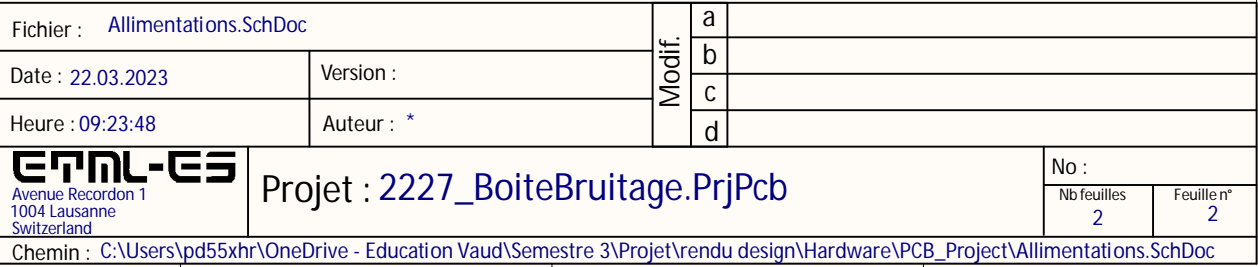 Fichier : Allimentations.SchDoc
Date : 22.03.2023 Version :
Heure : 09:23:48 Auteur : *
Modif.
a
b
c
d
ETML-ES
Avenue Recordon 1
1004 Lausanne
Switzerland
Projet : 2227_BoiteBruitage.PrjPcb
No :
Nb feuilles Feuille n°
2 2
Chemin : C:\Users\pd55xhr\OneDrive - Education Vaud\Semestre 3\Projet\rendu design\Hardware\PCB_Project\Allimentations.SchDoc